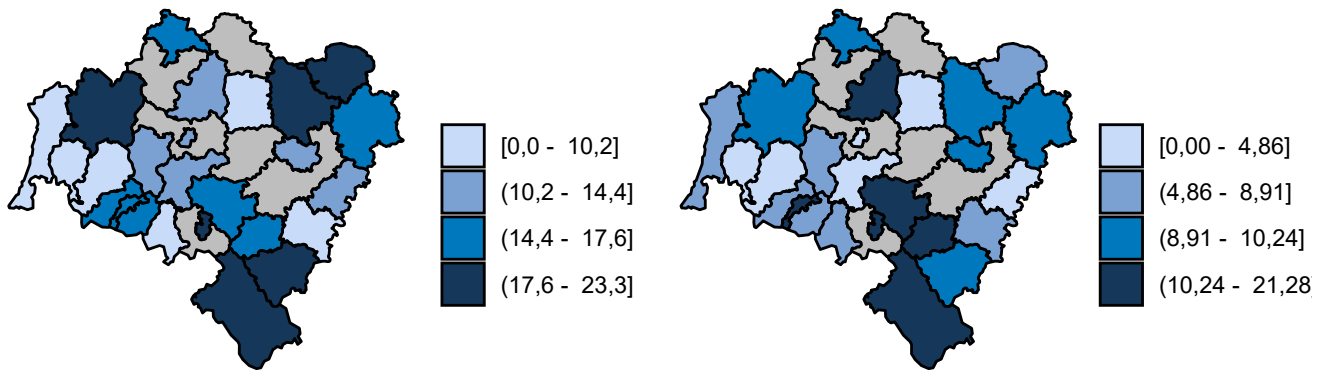 [0,0 - 10,2]
(10,2 - 14,4]
(14,4 - 17,6]
(17,6 - 23,3]
[0,00 - 4,86]
(4,86 - 8,91]
(8,91 - 10,24]
(10,24 - 21,28]